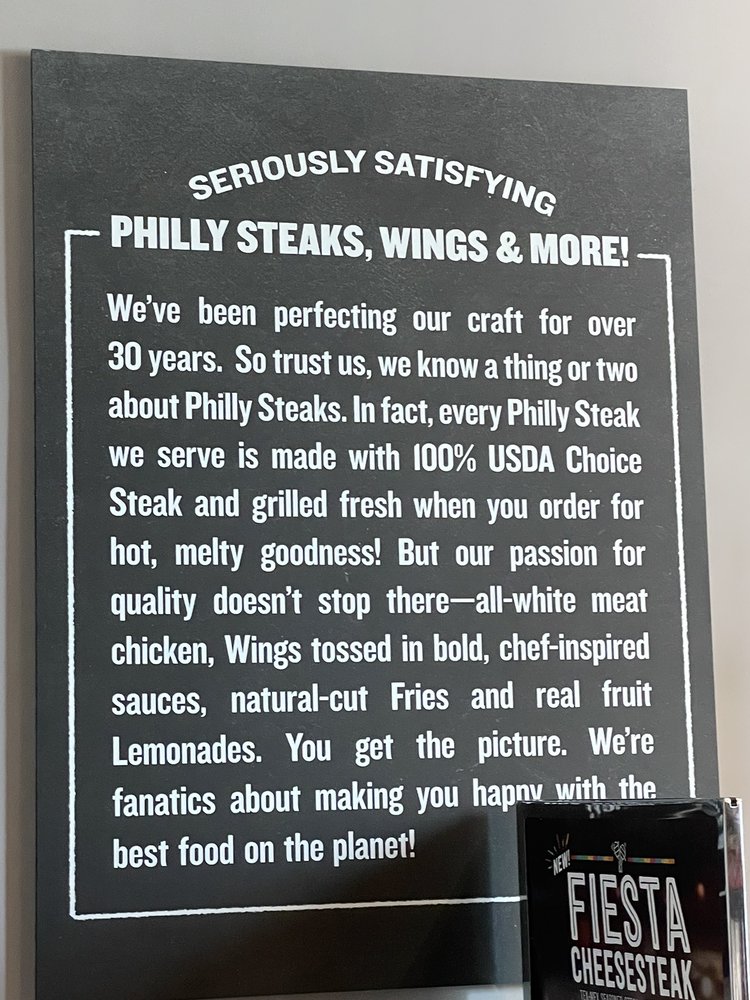 SERIOUSLY SATISFYING
PHILLY STEAKS, WINGS & MORE!
We've been perfecting our craft for over
30 years. So trust us, we know a thing or two
about Philly Steaks. In fact, every Philly Steak
we serve is made with 100% USDA Choice
Steak and grilled fresh when you order for
hot, melty goodness! But our passion for
quality doesn't stop there—all-white meat
chicken, Wings tossed in bold, chef-inspired
sauces, natural-cut Fries and real fruit
Lemonades. You get the picture. We're
fanatics about making you happy with the
best food on the planet!
NEW!
FIESTA
CHEESESTEAK